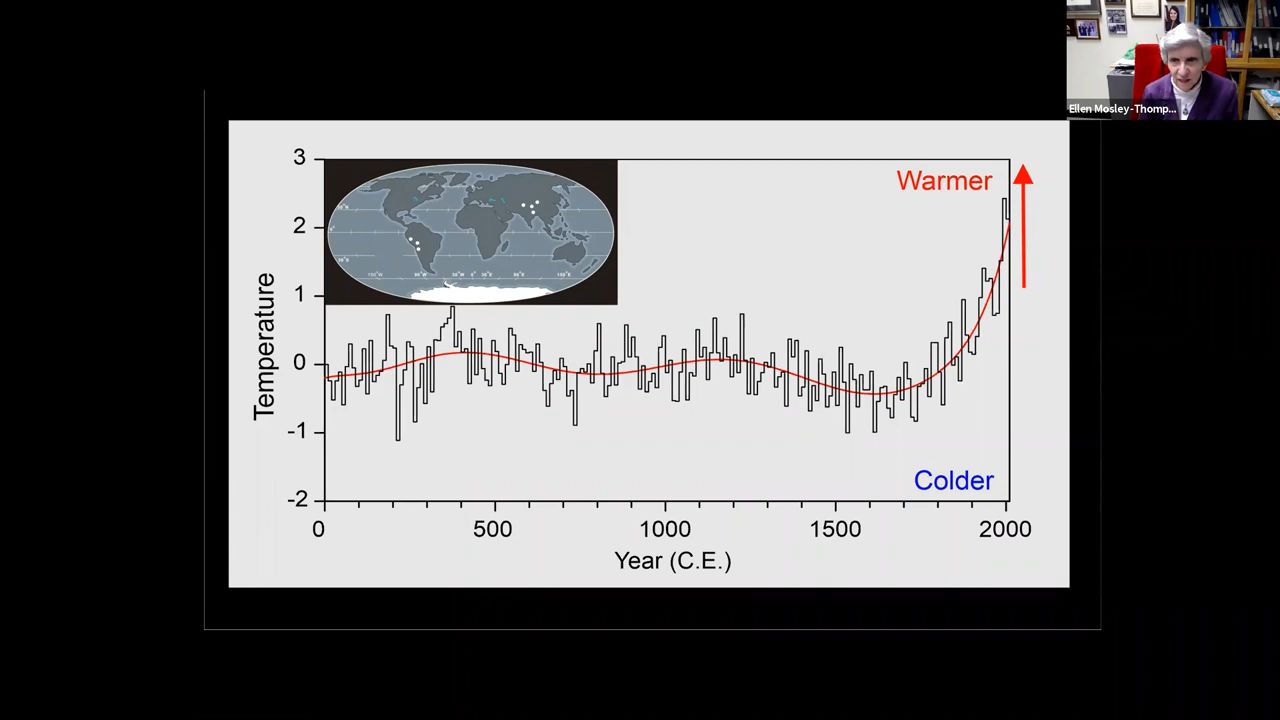 Ellen Mosley-Thomp...
3
Warmer
2
1
Temperature
0
-1
Colder
-2
0 500 1000 1500 2000
Year (C.E.)